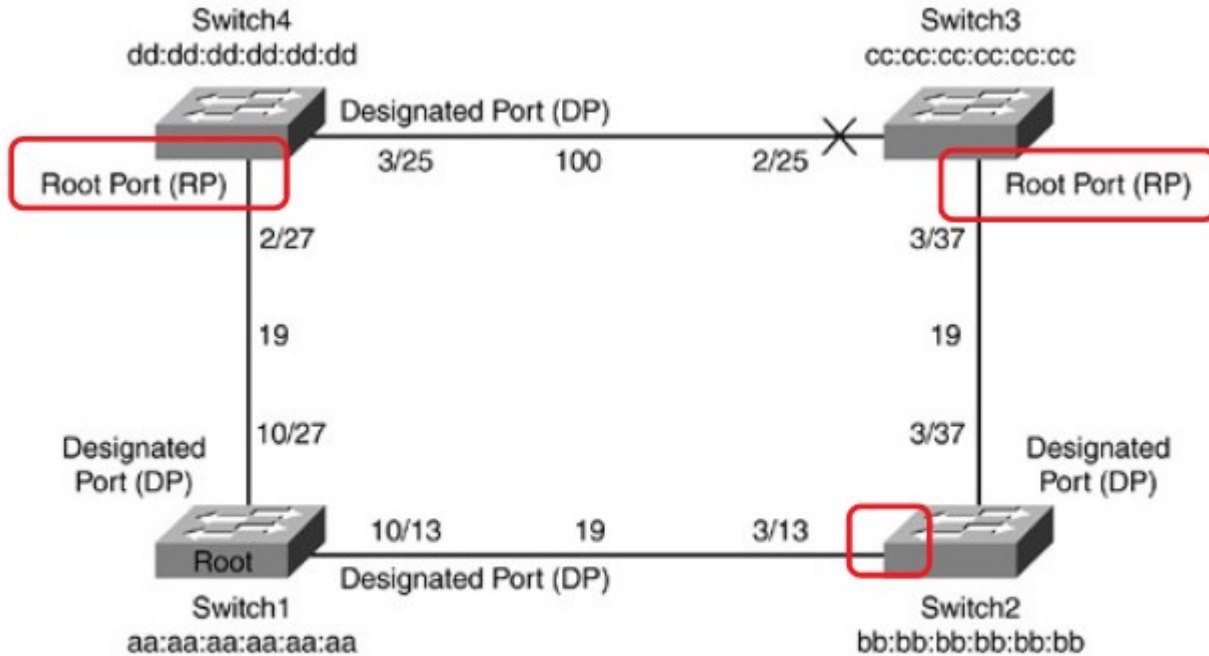 Switch4
dd:dd:dd:dd:dd:dd
Switch3
cc:cc:cc:cc:cc:cc
Designated Port (DP)
3/25
100
2/25
Root Port (RP)
Root Port (RP)
2/27
3/37
19
19
10/27
3/37
Designated
Port (DP)
Designated
Port (DP)
10/13
19
3/13
Root
Designated Port (DP)
Switch1
aa:aa:aa:aa:aa:aa
Switch2
bb:bb:bb:bb:bb:bb